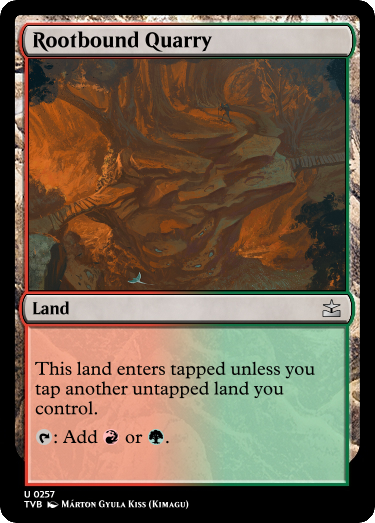 Rootbound Quarry
Land
This land enters tapped unless you
tap another untapped land you
control.
: Add or .
U 0257
TVB Márton Gyula Kiss (Kimagu)